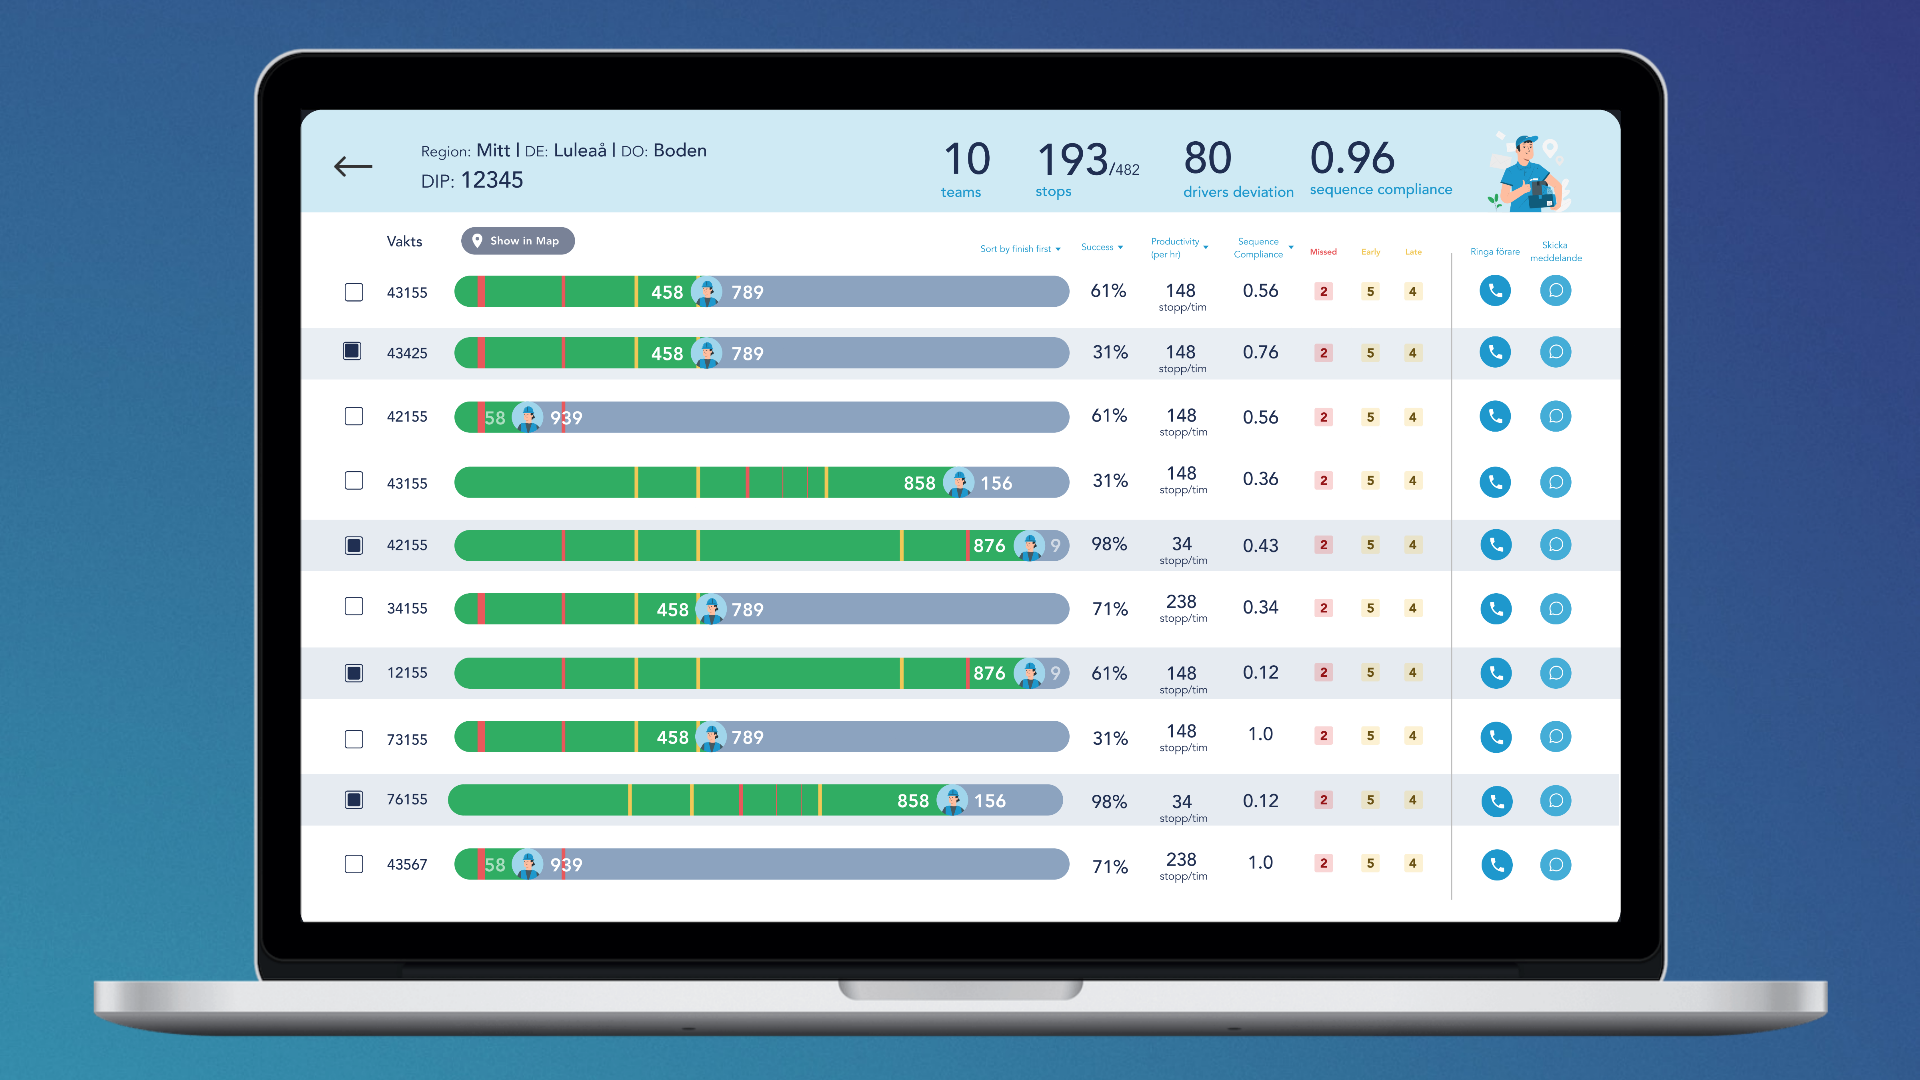 Region: Mitt | DE: Luleaå | DO: Boden
DIP: 12345
10
teams
193/482
stops
80
drivers deviation
0.96
sequence compliance
Vakts
Show in Map
Sort by finish first
Success
Productivity
(per hr)
Sequence
Compliance
Missed
Early
Late
Ringa förare
Skicka
meddelande
43155 458 789 61% 148 0.56 2 5 4
stopp/tim
43425 458 789 31% 148 0.76 2 5 4
stopp/tim
42155 58 939 61% 148 0.56 2 5 4
stopp/tim
43155 858 156 31% 148 0.36 2 5 4
stopp/tim
42155 876 9 98% 34 0.43 2 5 4
stopp/tim
34155 458 789 71% 238 0.34 2 5 4
stopp/tim
12155 876 9 61% 148 0.12 2 5 4
stopp/tim
73155 458 789 31% 148 1.0 2 5 4
stopp/tim
76155 858 156 98% 34 0.12 2 5 4
stopp/tim
43567 58 939 71% 238 1.0 2 5 4
stopp/tim